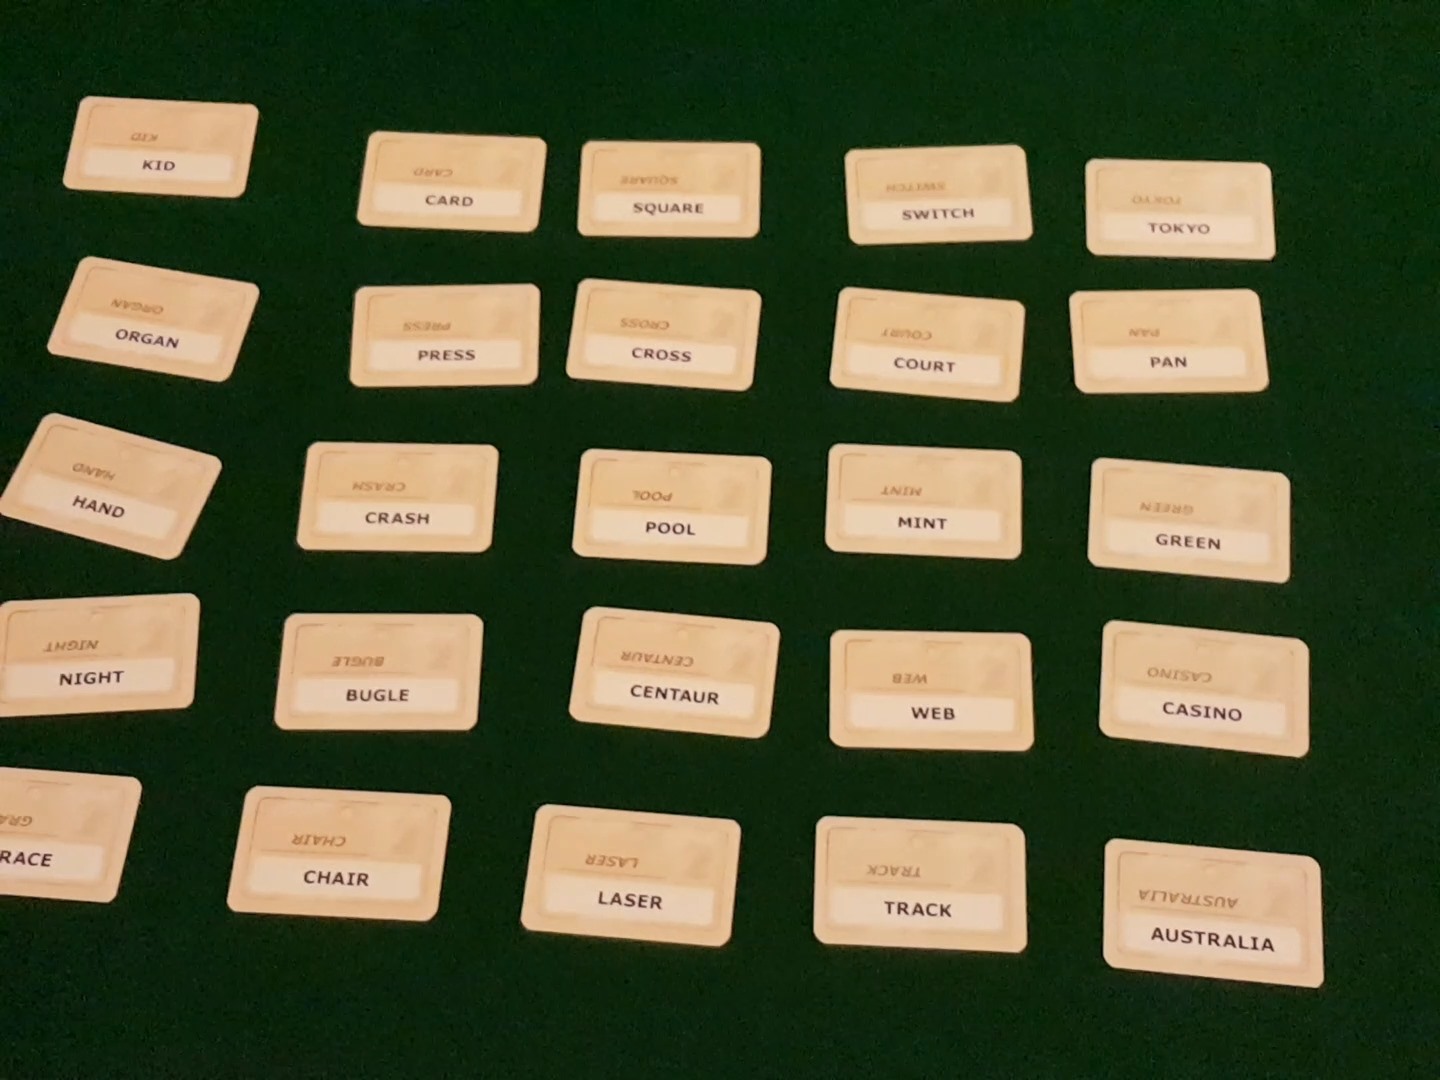 KID
KID
CARD
CARD
SQUARE
SQUARE
SWITCH
SWITCH
TOKYO
TOKYO
ORGAN
ORGAN
PRESS
PRESS
CROSS
CROSS
COURT
COURT
PAN
PAN
HAND
HAND
CRASH
CRASH
POOL
POOL
MINT
MINT
GREEN
GREEN
NIGHT
NIGHT
BUGLE
BUGLE
CENTAUR
CENTAUR
WEB
WEB
CASINO
CASINO
GRA
RACE
CHAIR
CHAIR
LASER
LASER
TRACK
TRACK
AUSTRALIA
AUSTRALIA